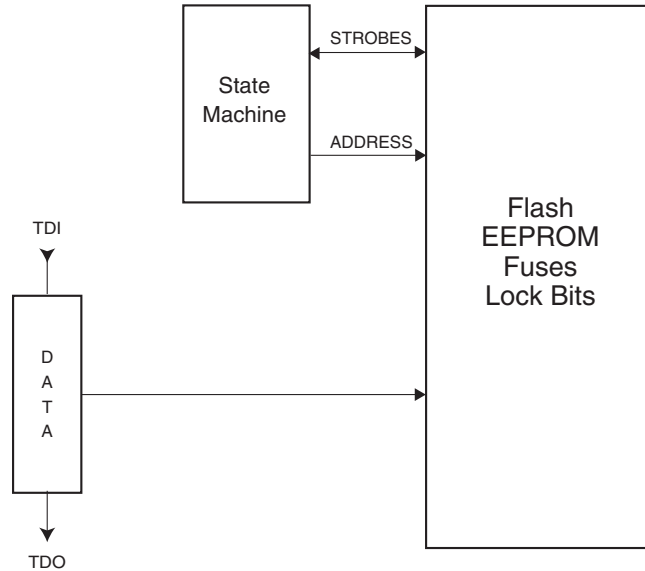 STROBES
State
Machine
ADDRESS
Flash
EEPROM
Fuses
Lock Bits
TDI
D
A
T
A
TDO